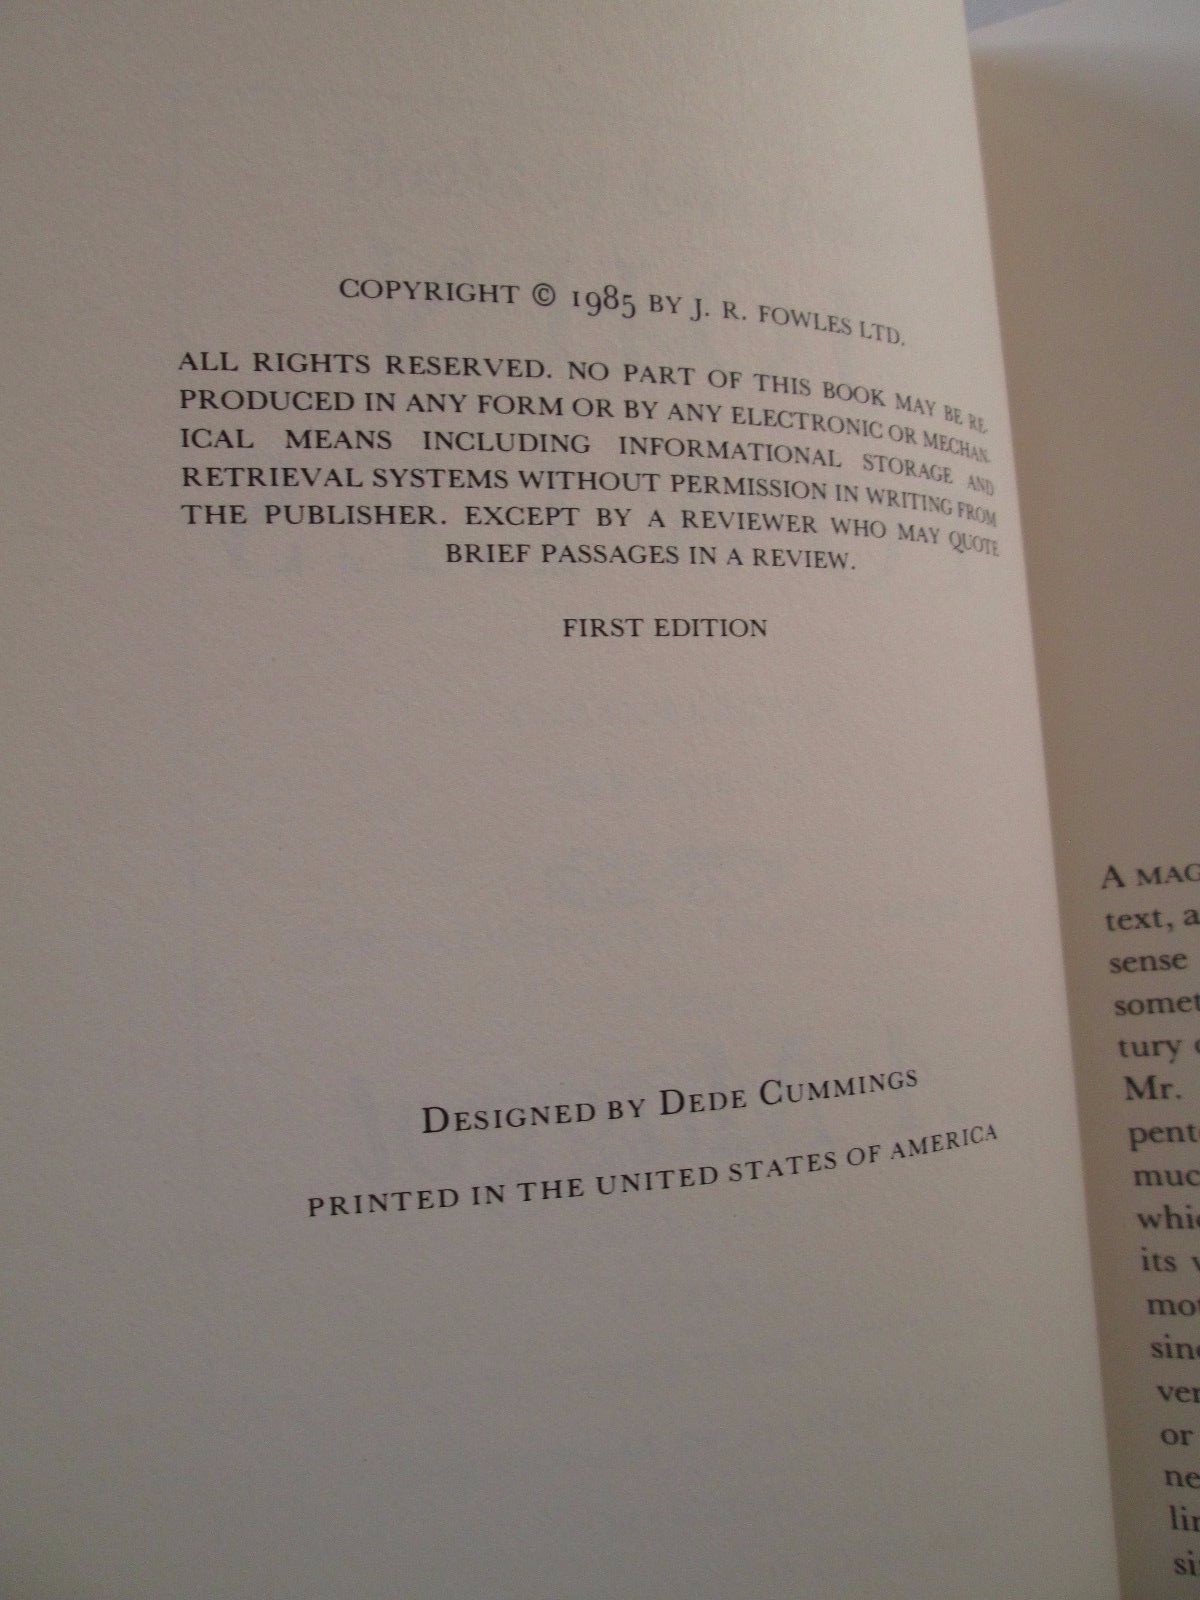 COPYRIGHT © 1985 BY J. R. FOWLES LTD.
ALL RIGHTS RESERVED. NO PART OF THIS BOOK MAY BE RE
PRODUCED IN ANY FORM OR BY ANY ELECTRONIC OR MECHAN
ICAL MEANS INCLUDING INFORMATIONAL STORAGE AND
RETRIEVAL SYSTEMS WITHOUT PERMISSION IN WRITING FROM
THE PUBLISHER. EXCEPT BY A REVIEWER WHO MAY QUOTE
BRIEF PASSAGES IN A REVIEW.
FIRST EDITION
DESIGNED BY DEDE CUMMINGS
PRINTED IN THE UNITED STATES OF AMERICA
A MAG
text, a
sense
somet
tury
Mr.
pent
muc
whic
its
mo
sinc
ver
or
ne
lin
si